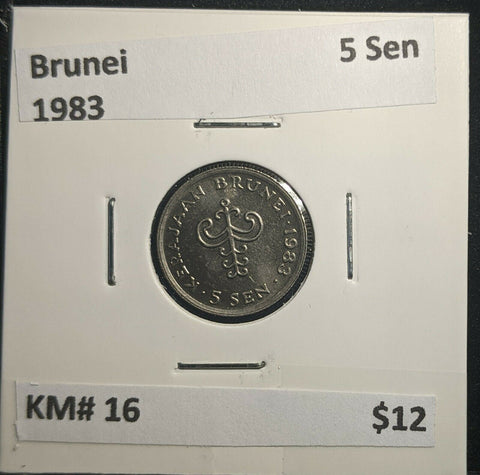 Brunei 5 Sen
1983
KERAJAAN BRUNEI·1983
·5 SEN·
KM# 16 $12